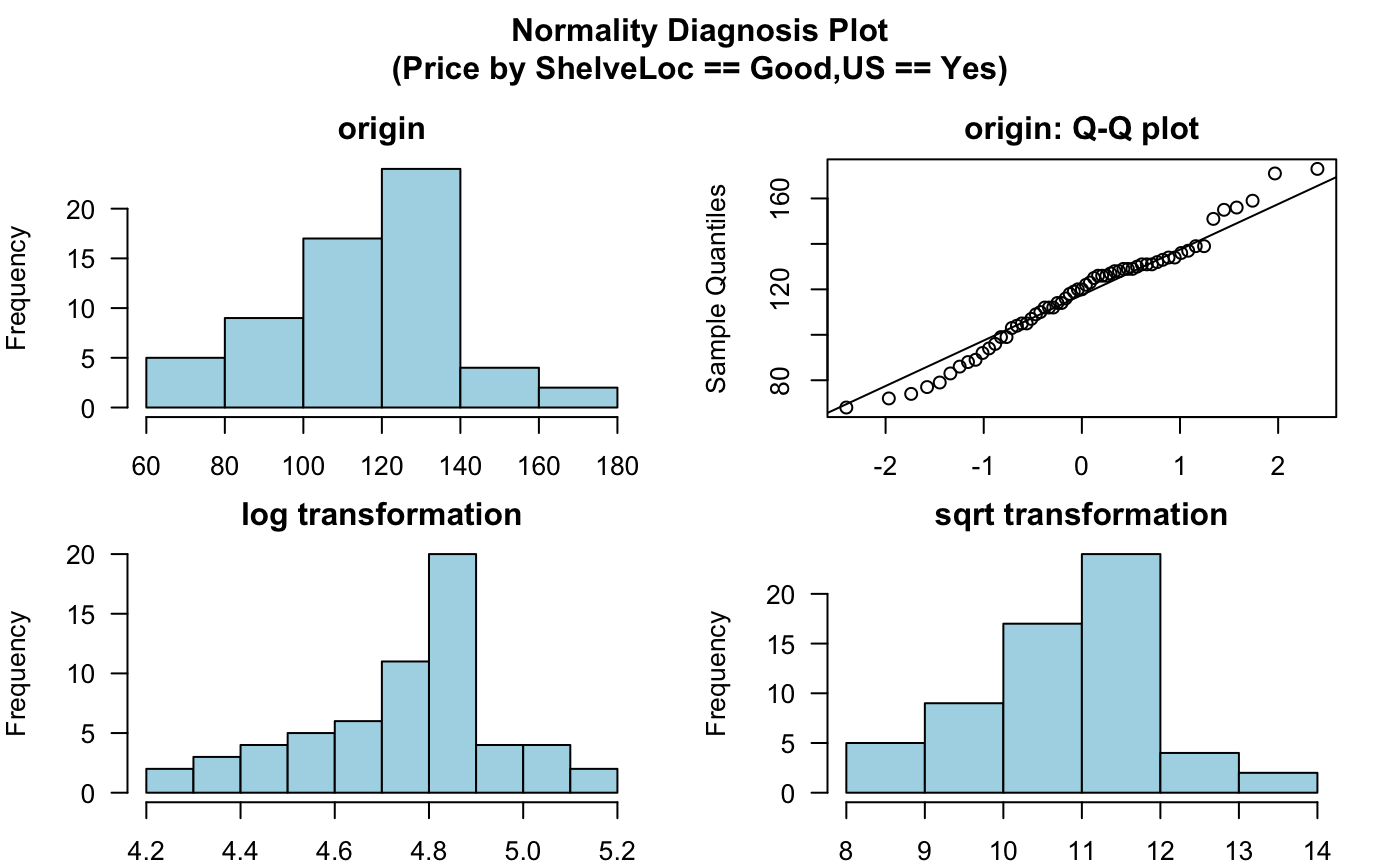 Normality Diagnosis Plot
(Price by ShelveLoc == Good,US == Yes)
origin
Frequency
20
15
10
5
0
60 80 100 120 140 160 180
origin: Q-Q plot
Sample Quantiles
160
120
80
-2 -1 0 1 2
log transformation
Frequency
20
15
10
5
0
4.2 4.4 4.6 4.8 5.0 5.2
sqrt transformation
Frequency
20
15
10
5
0
8 9 10 11 12 13 14